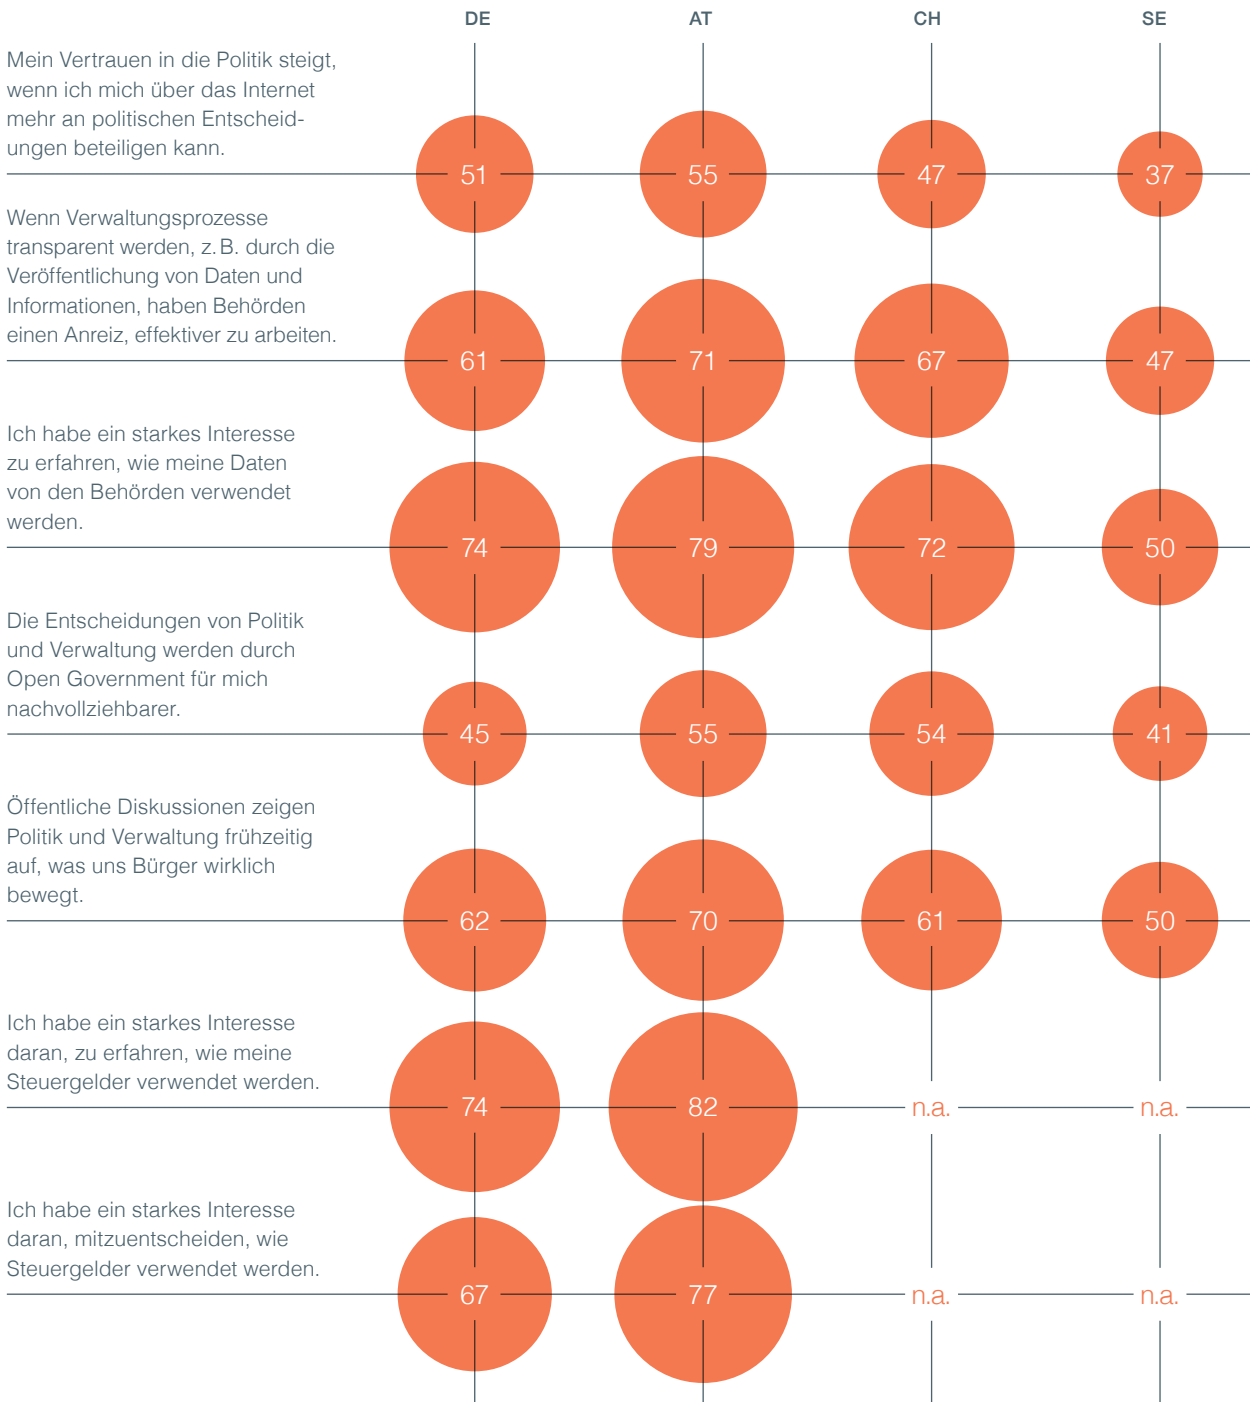 DE AT CH SE
Mein Vertrauen in die Politik steigt,
wenn ich mich über das Internet
mehr an politischen Entscheid-
ungen beteiligen kann.
51 55 47 37
Wenn Verwaltungsprozesse
transparent werden, z. B. durch die
Veröffentlichung von Daten und
Informationen, haben Behörden
einen Anreiz, effektiver zu arbeiten.
61 71 67 47
Ich habe ein starkes Interesse
zu erfahren, wie meine Daten
von den Behörden verwendet
werden.
74 79 72 50
Die Entscheidungen von Politik
und Verwaltung werden durch
Open Government für mich
nachvollziehbarer.
45 55 54 41
Öffentliche Diskussionen zeigen
Politik und Verwaltung frühzeitig
auf, was uns Bürger wirklich
bewegt.
62 70 61 50
Ich habe ein starkes Interesse
daran, zu erfahren, wie meine
Steuergelder verwendet werden.
74 82 n.a. n.a.
Ich habe ein starkes Interesse
daran, mitzuentscheiden, wie
Steuergelder verwendet werden.
67 77 n.a. n.a.